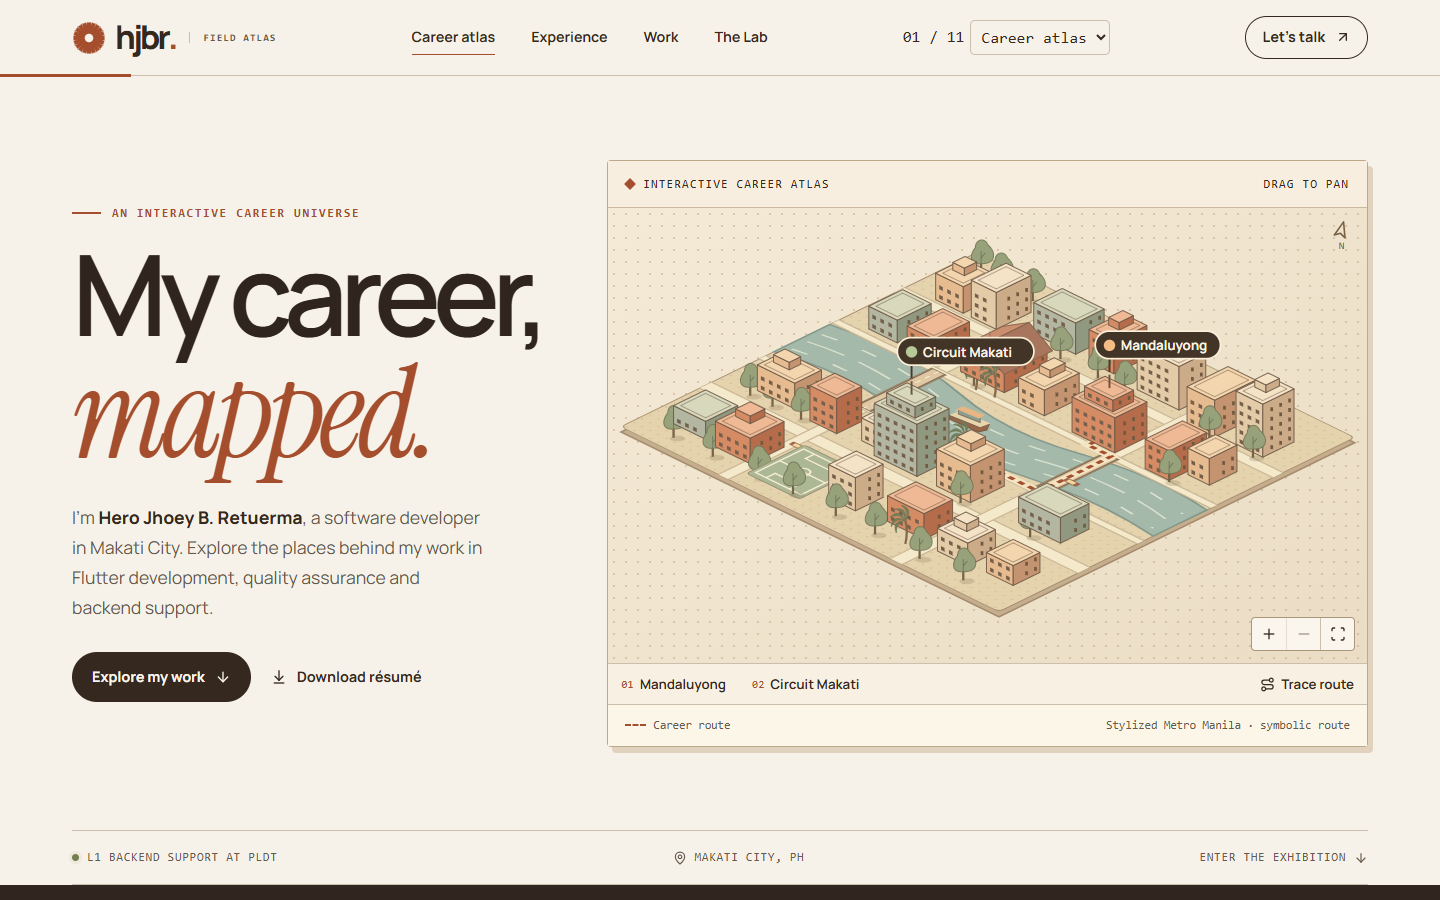 hjbr.
FIELD ATLAS
Career atlas
Experience
Work
The Lab
01 / 11
Career atlas
Let's talk
AN INTERACTIVE CAREER UNIVERSE
My career,
mapped.
I'm Hero Jhoey B. Retuerma, a software developer
in Makati City. Explore the places behind my work in
Flutter development, quality assurance and
backend support.
Explore my work
Download résumé
INTERACTIVE CAREER ATLAS
DRAG TO PAN
N
Circuit Makati
Mandaluyong
01 Mandaluyong
02 Circuit Makati
Trace route
Career route
Stylized Metro Manila · symbolic route
L1 BACKEND SUPPORT AT PLDT
MAKATI CITY, PH
ENTER THE EXHIBITION